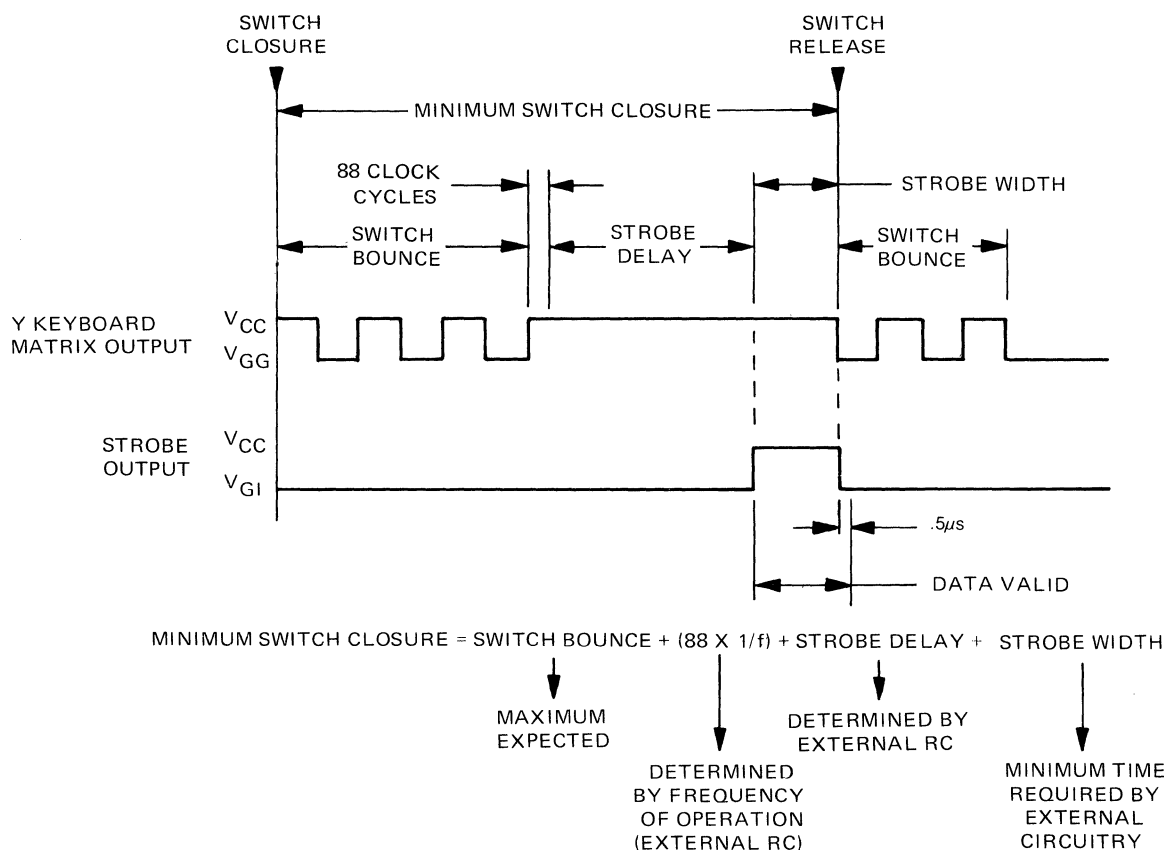 SWITCH
CLOSURE
SWITCH
RELEASE
MINIMUM SWITCH CLOSURE
88 CLOCK
CYCLES
STROBE WIDTH
SWITCH
BOUNCE
STROBE
DELAY
SWITCH
BOUNCE
Y KEYBOARD
MATRIX OUTPUT
VCC
VGG
STROBE
OUTPUT
VCC
VGI
.5μs
DATA VALID
MINIMUM SWITCH CLOSURE = SWITCH BOUNCE + (88 X 1/f) + STROBE DELAY + STROBE WIDTH
MAXIMUM
EXPECTED
DETERMINED
BY FREQUENCY
OF OPERATION
(EXTERNAL RC)
DETERMINED BY
EXTERNAL RC
MINIMUM TIME
REQUIRED BY
EXTERNAL
CIRCUITRY